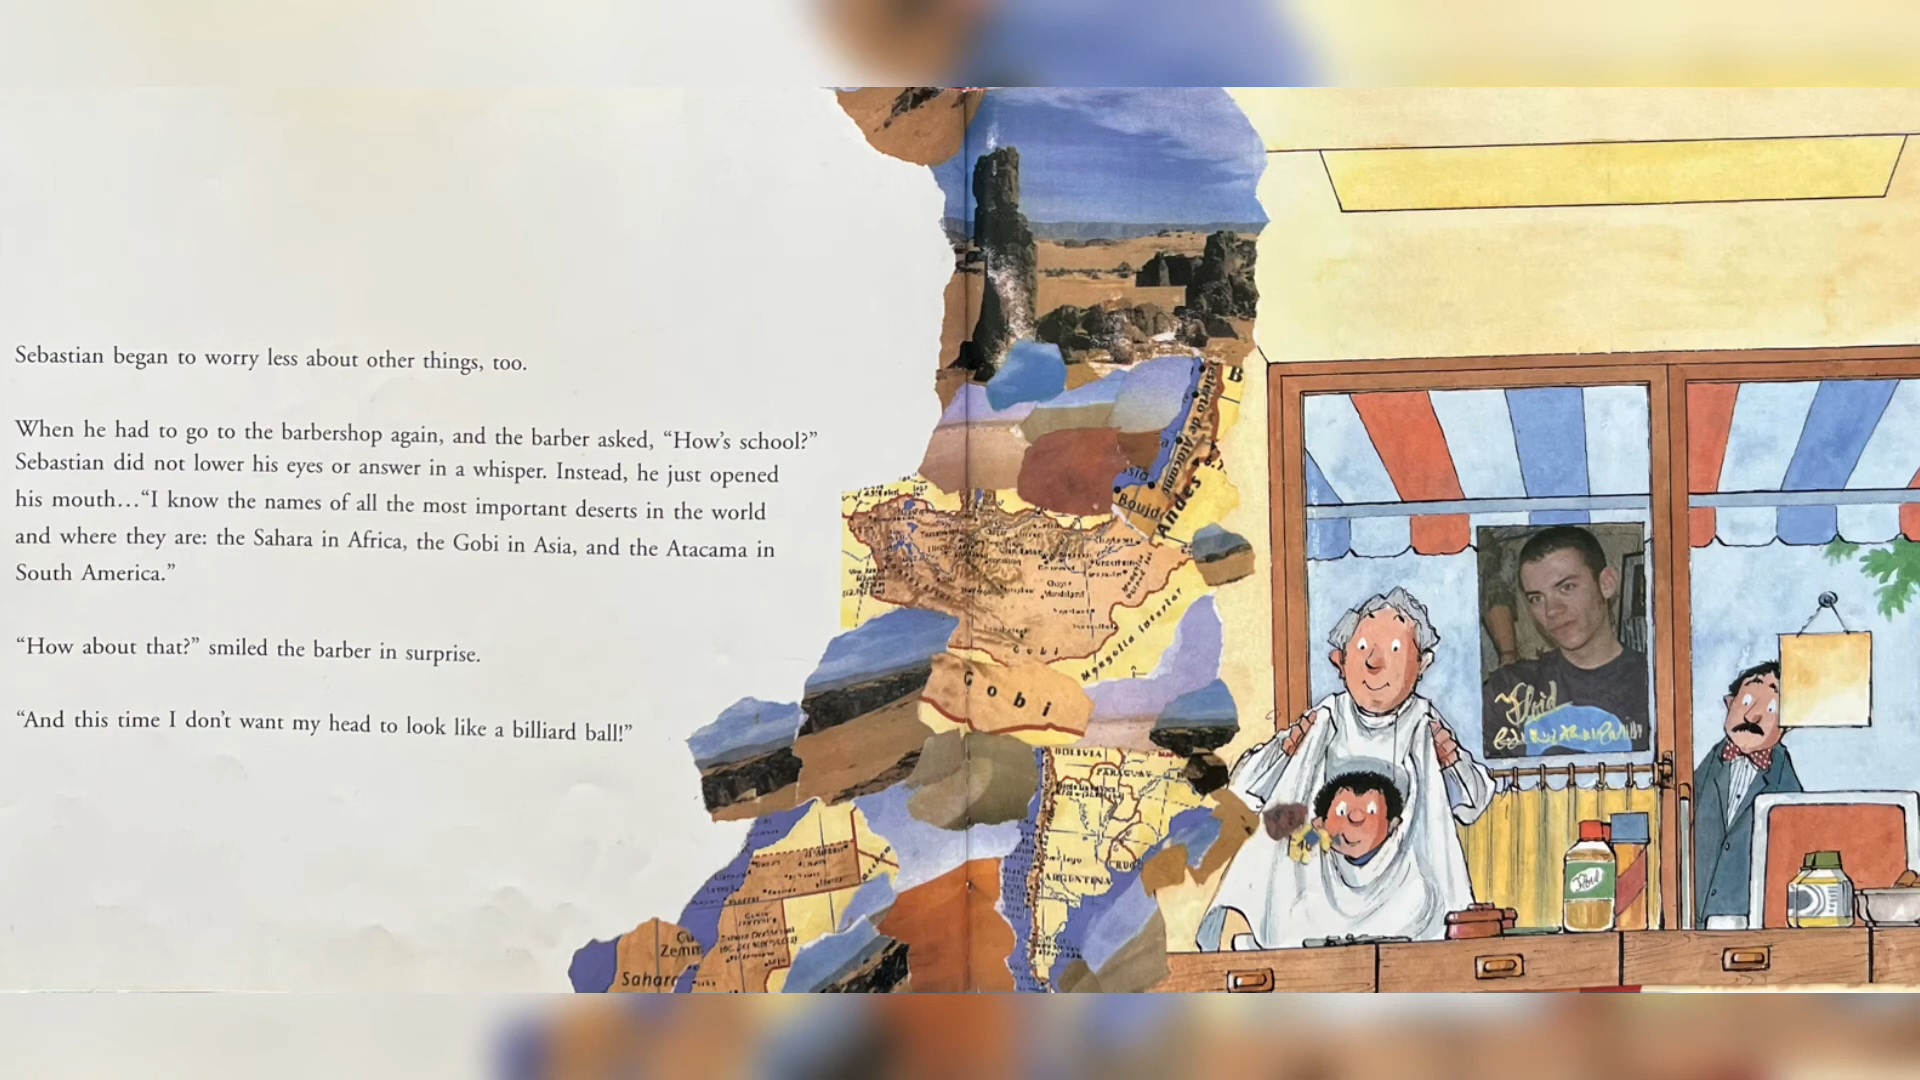 Sebastian began to worry less about other things, too.
When he had to go to the barbershop again, and the barber asked, “How’s school?”
Sebastian did not lower his eyes or answer in a whisper. Instead, he just opened
his mouth…“I know the names of all the most important deserts in the world
and where they are: the Sahara in Africa, the Gobi in Asia, and the Atacama in
South America.”
“How about that?” smiled the barber in surprise.
“And this time I don’t want my head to look like a billiard ball!”
B
Andes
Gobi
Mongolia Interior
Gobi
BOLIVIA
PARAGUAY
ARGENTINA
Zemm
Sahara